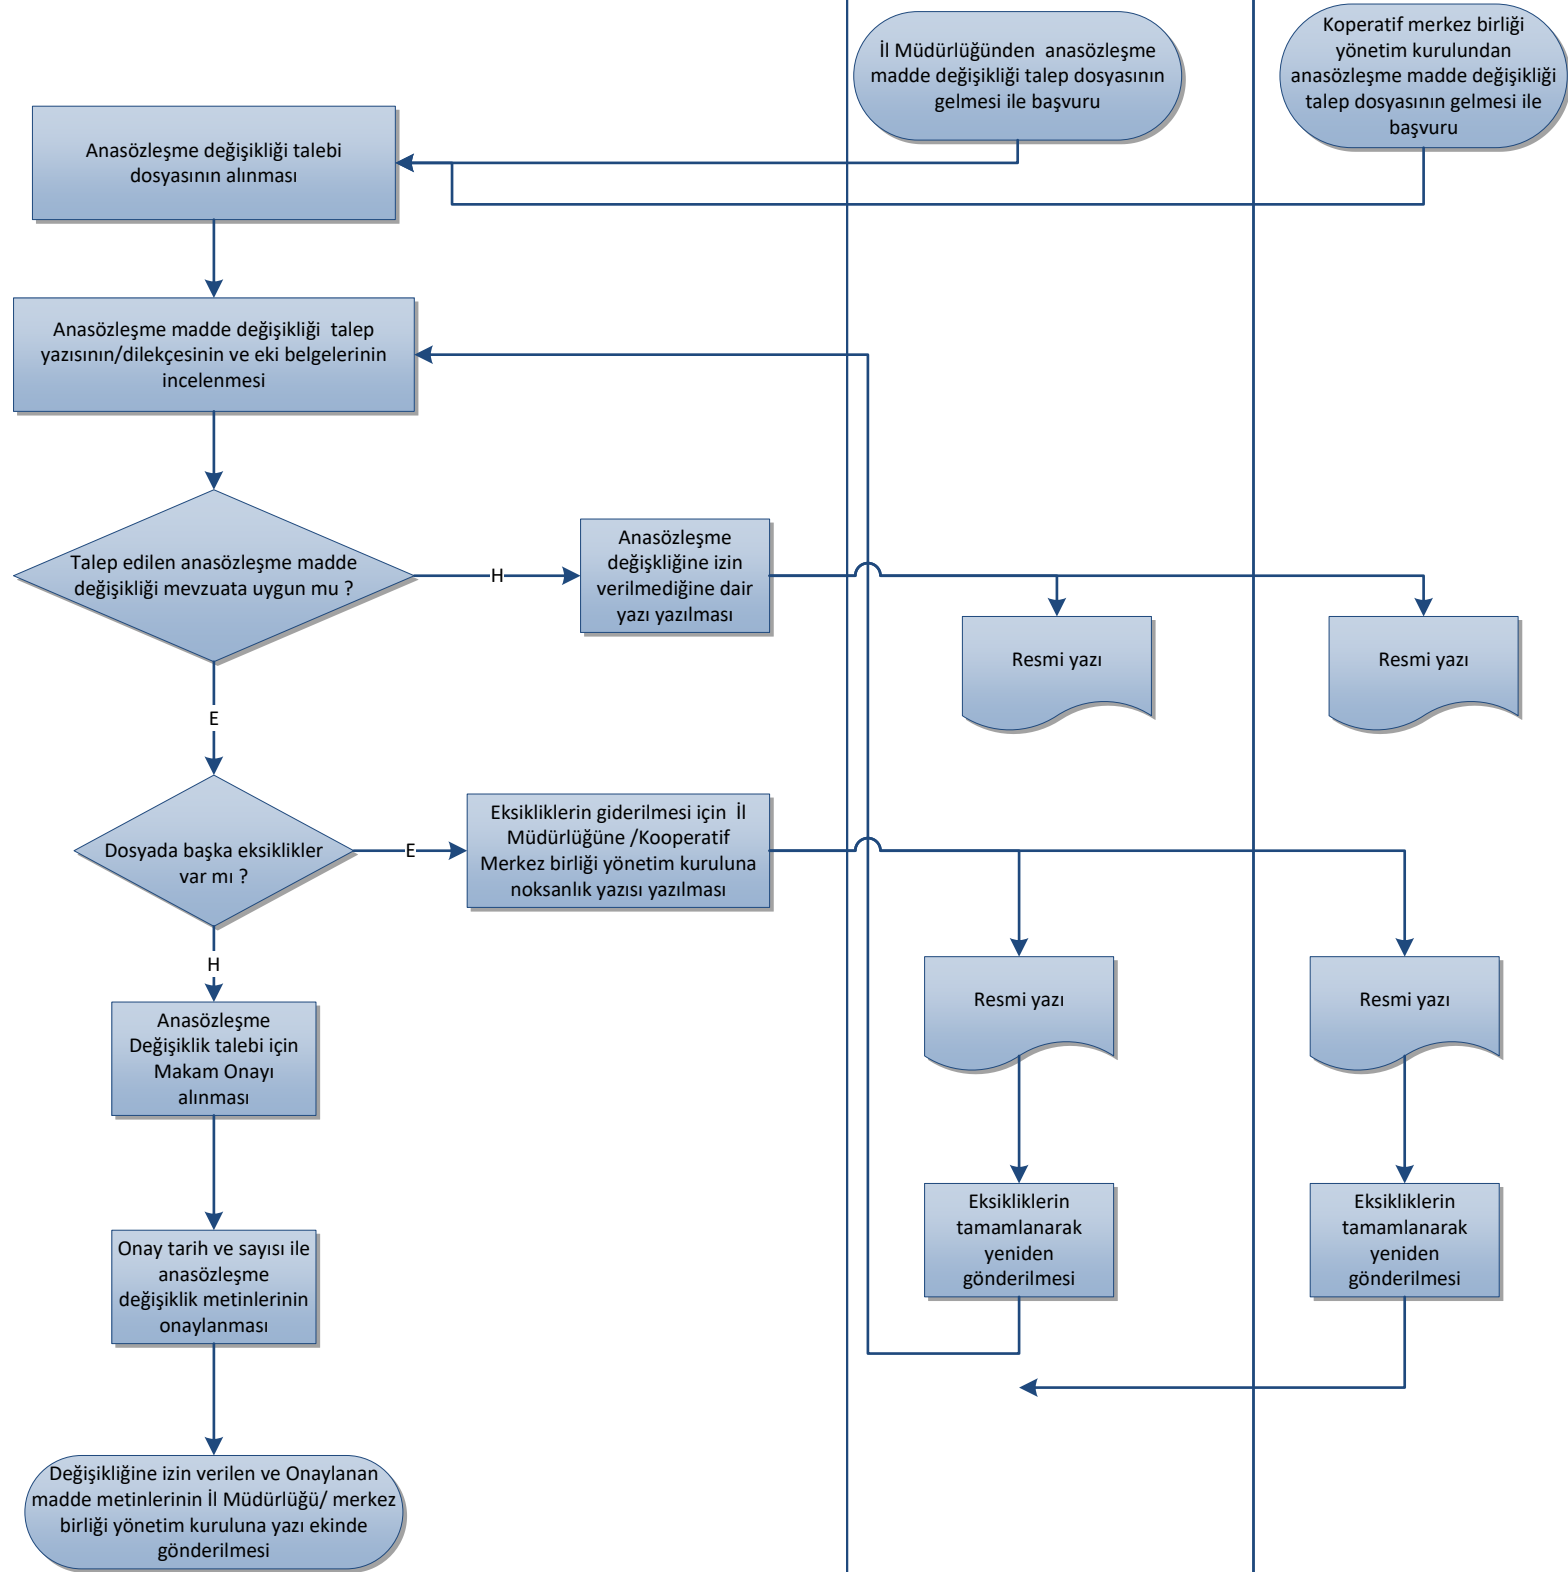 İl Müdürlüğünden anasözleşme
madde değişikliği talep dosyasının
gelmesi ile başvuru
Koperatif merkez birliği
yönetim kurulundan
anasözleşme madde değişikliği
talep dosyasının gelmesi ile
başvuru
Anasözleşme değişikliği talebi
dosyasının alınması
Anasözleşme madde değişikliği talep
yazısının/dilekçesinin ve eki belgelerinin
incelenmesi
Talep edilen anasözleşme madde
değişikliği mevzuata uygun mu ?
H
Anasözleşme
değişkliğine izin
verilmediğine dair
yazı yazılması
Resmi yazı
Resmi yazı
E
Dosyada başka eksiklikler
var mı ?
E
Eksikliklerin giderilmesi için İl
Müdürlüğüne /Kooperatif
Merkez birliği yönetim kuruluna
noksanlık yazısı yazılması
H
Resmi yazı
Resmi yazı
Anasözleşme
Değişiklik talebi için
Makam Onayı
alınması
Eksikliklerin
tamamlanarak
yeniden
gönderilmesi
Eksikliklerin
tamamlanarak
yeniden
gönderilmesi
Onay tarih ve sayısı ile
anasözleşme
değişiklik metinlerinin
onaylanması
Değişikliğine izin verilen ve Onaylanan
madde metinlerinin İl Müdürlüğü/ merkez
birliği yönetim kuruluna yazı ekinde
gönderilmesi